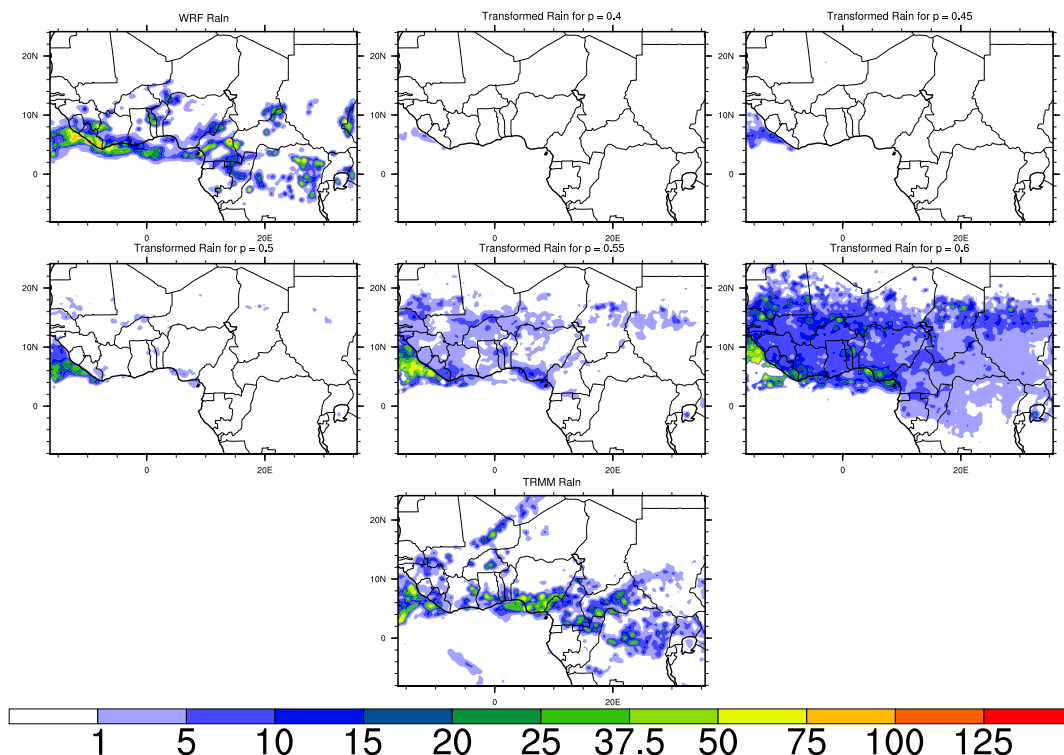 WRF Rain
Transformed Rain for p = 0.4
Transformed Rain for p = 0.45
20N
10N
0
0
20E
20N
10N
0
0
20E
20N
10N
0
0
20E
Transformed Rain for p = 0.5
Transformed Rain for p = 0.55
Transformed Rain for p = 0.6
20N
10N
0
0
20E
20N
10N
0
0
20E
20N
10N
0
0
20E
TRMM Rain
20N
10N
0
0
20E
1 5 10 15 20 25 37.5 50 75 100 125